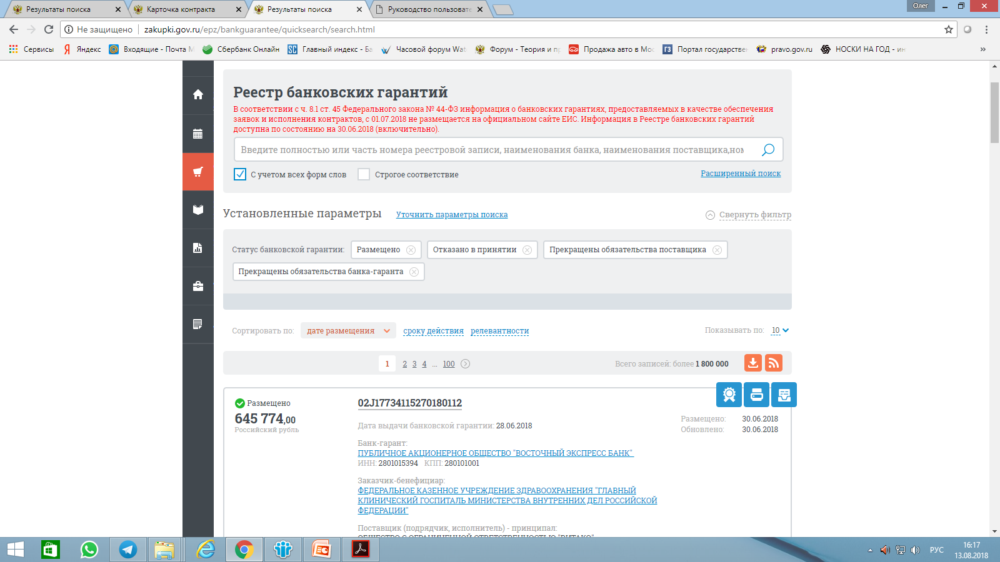 Результаты поиска
Карточка контракта
Результаты поиска
Руководство пользовате
Олег
Не защищено
zakupki.gov.ru/epz/bankguarantee/quicksearch/search.html
Сервисы
Яндекс
Входящие - Почта М
Сбербанк Онлайн
Главный индекс - Ба
Часовой форум Wat
Форум - Теория и пр
Продажа авто в Мос
Портал государствен
pravo.gov.ru
НОСКИ НА ГОД - ин
»
Реестр банковских гарантий
В соответствии с ч. 8.1 ст. 45 Федерального закона № 44-ФЗ информация о банковских гарантиях, предоставляемых в качестве обеспечения
заявок и исполнения контрактов, с 01.07.2018 не размещается на официальном сайте ЕИС. Информация в Реестре банковских гарантий
доступна по состоянию на 30.06.2018 (включительно).
Введите полностью или часть номера реестровой записи, наименования банка, наименования поставщика,ном
С учетом всех форм слов
Строгое соответствие
Расширенный поиск
Установленные параметры
Уточнить параметры поиска
Свернуть фильтр
Статус банковской гарантии:
Размещено
Отказано в принятии
Прекращены обязательства поставщика
Прекращены обязательства банка-гаранта
Сортировать по:
дате размещения
сроку действия
релевантности
Показывать по: 10
1 2 3 4 ... 100
Всего записей: более 1 800 000
Размещено
645 774,00
Российский рубль
02J17734115270180112
Дата выдачи банковской гарантии: 28.06.2018
Размещено: 30.06.2018
Обновлено: 30.06.2018
Банк-гарант:
ПУБЛИЧНОЕ АКЦИОНЕРНОЕ ОБЩЕСТВО "ВОСТОЧНЫЙ ЭКСПРЕСС БАНК"
ИНН: 2801015394 КПП: 280101001
Заказчик-бенефициар:
ФЕДЕРАЛЬНОЕ КАЗЕННОЕ УЧРЕЖДЕНИЕ ЗДРАВООХРАНЕНИЯ "ГЛАВНЫЙ
КЛИНИЧЕСКИЙ ГОСПИТАЛЬ МИНИСТЕРСТВА ВНУТРЕННИХ ДЕЛ РОССИЙСКОЙ
ФЕДЕРАЦИИ"
Поставщик (подрядчик, исполнитель) - принципал:
ОБЩЕСТВО С ОГРАНИЧЕННОЙ ОТВЕТСТВЕННОСТЬЮ
РУС
16:17
13.08.2018